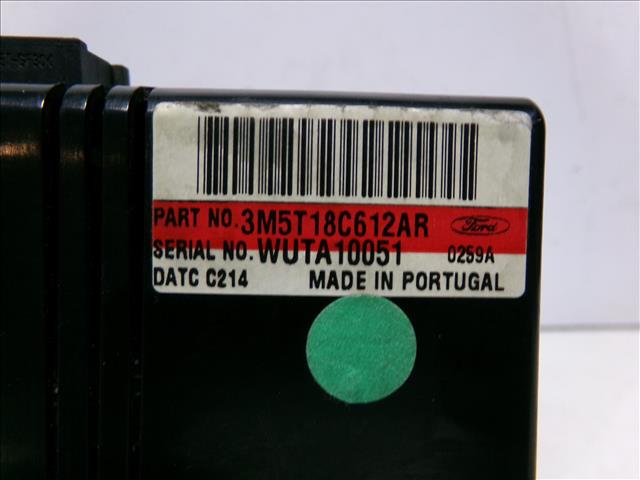 PART NO. 3M5T18C612AR Ford
SERIAL NO. WUTA10051 0259A
DATC C214 MADE IN PORTUGAL